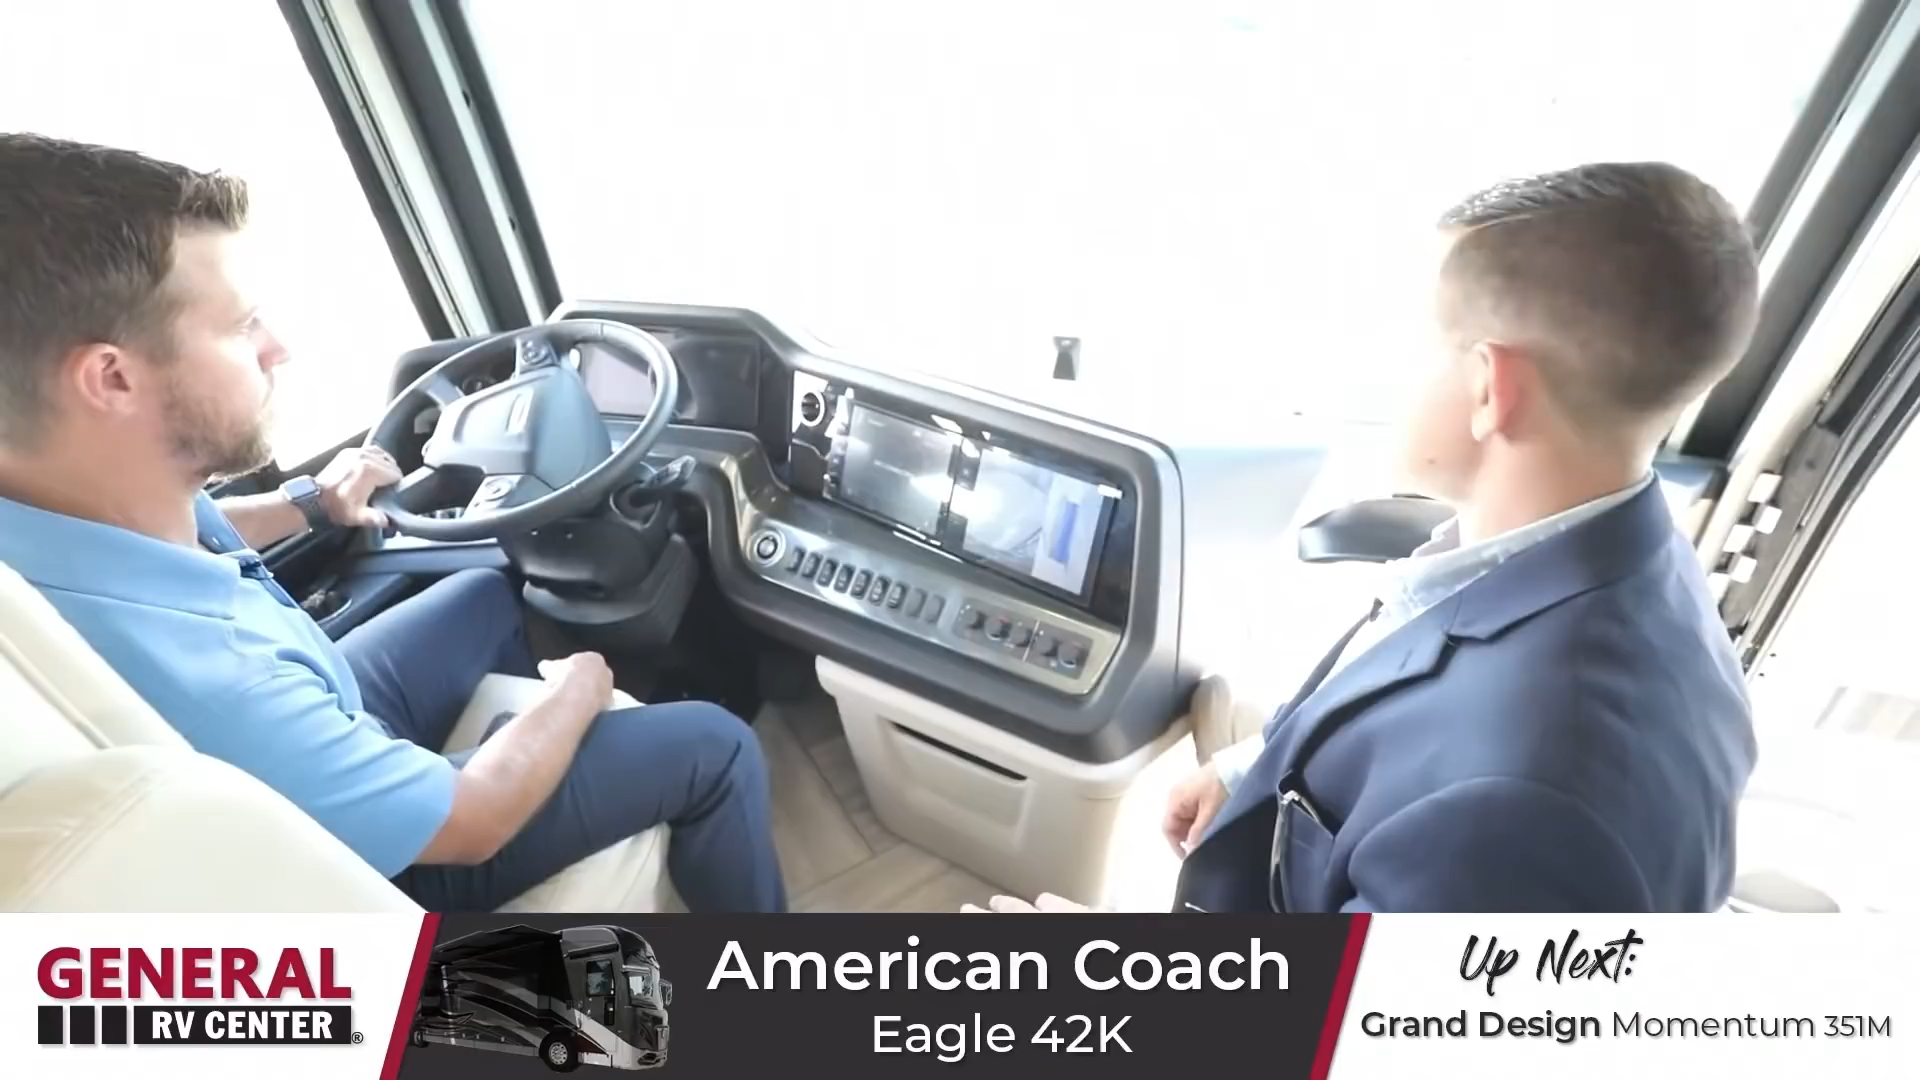 GENERAL
RV CENTER®
American Coach
Eagle 42K
Up Next:
Grand Design Momentum 351M